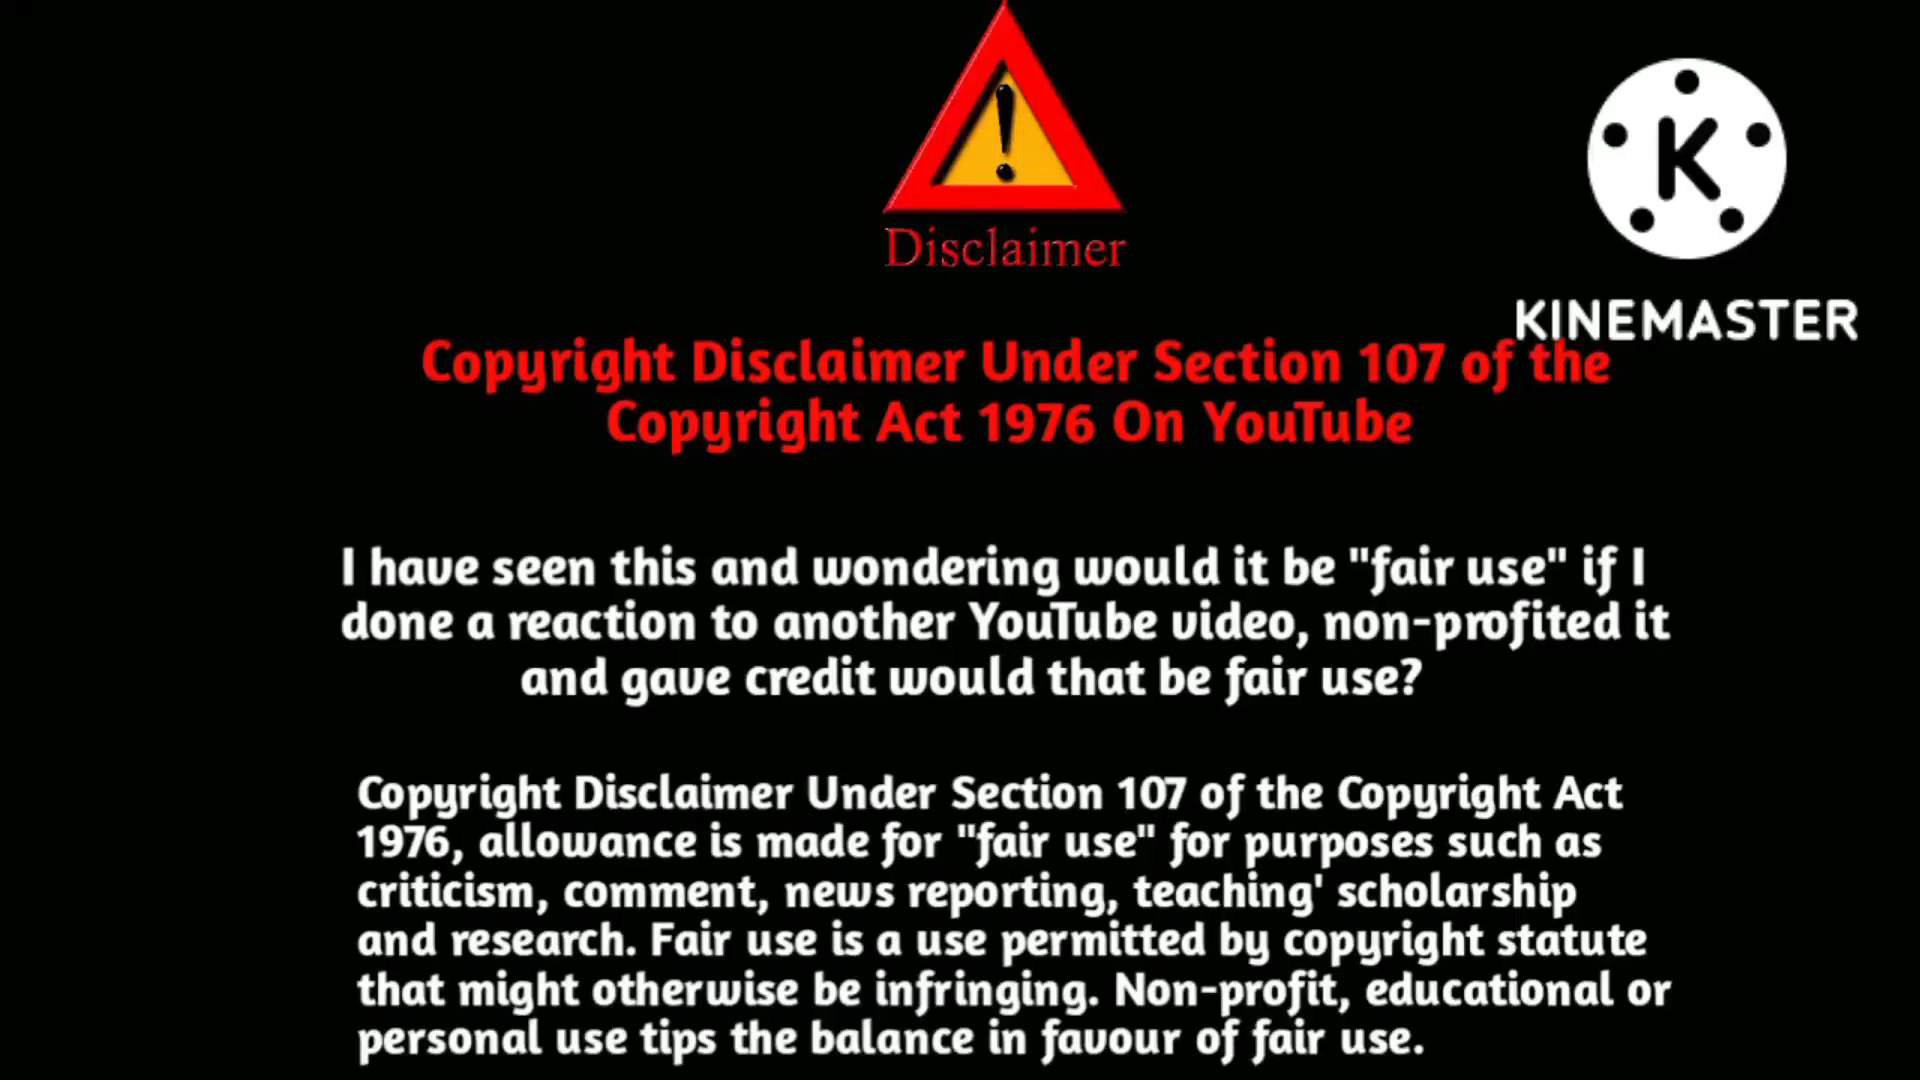 Disclaimer
K
KINEMASTER
Copyright Disclaimer Under Section 107 of the
Copyright Act 1976 On YouTube
I have seen this and wondering would it be "fair use" if I
done a reaction to another YouTube video, non-profited it
and gave credit would that be fair use?
Copyright Disclaimer Under Section 107 of the Copyright Act
1976, allowance is made for "fair use" for purposes such as
criticism, comment, news reporting, teaching' scholarship
and research. Fair use is a use permitted by copyright statute
that might otherwise be infringing. Non-profit, educational or
personal use tips the balance in favour of fair use.